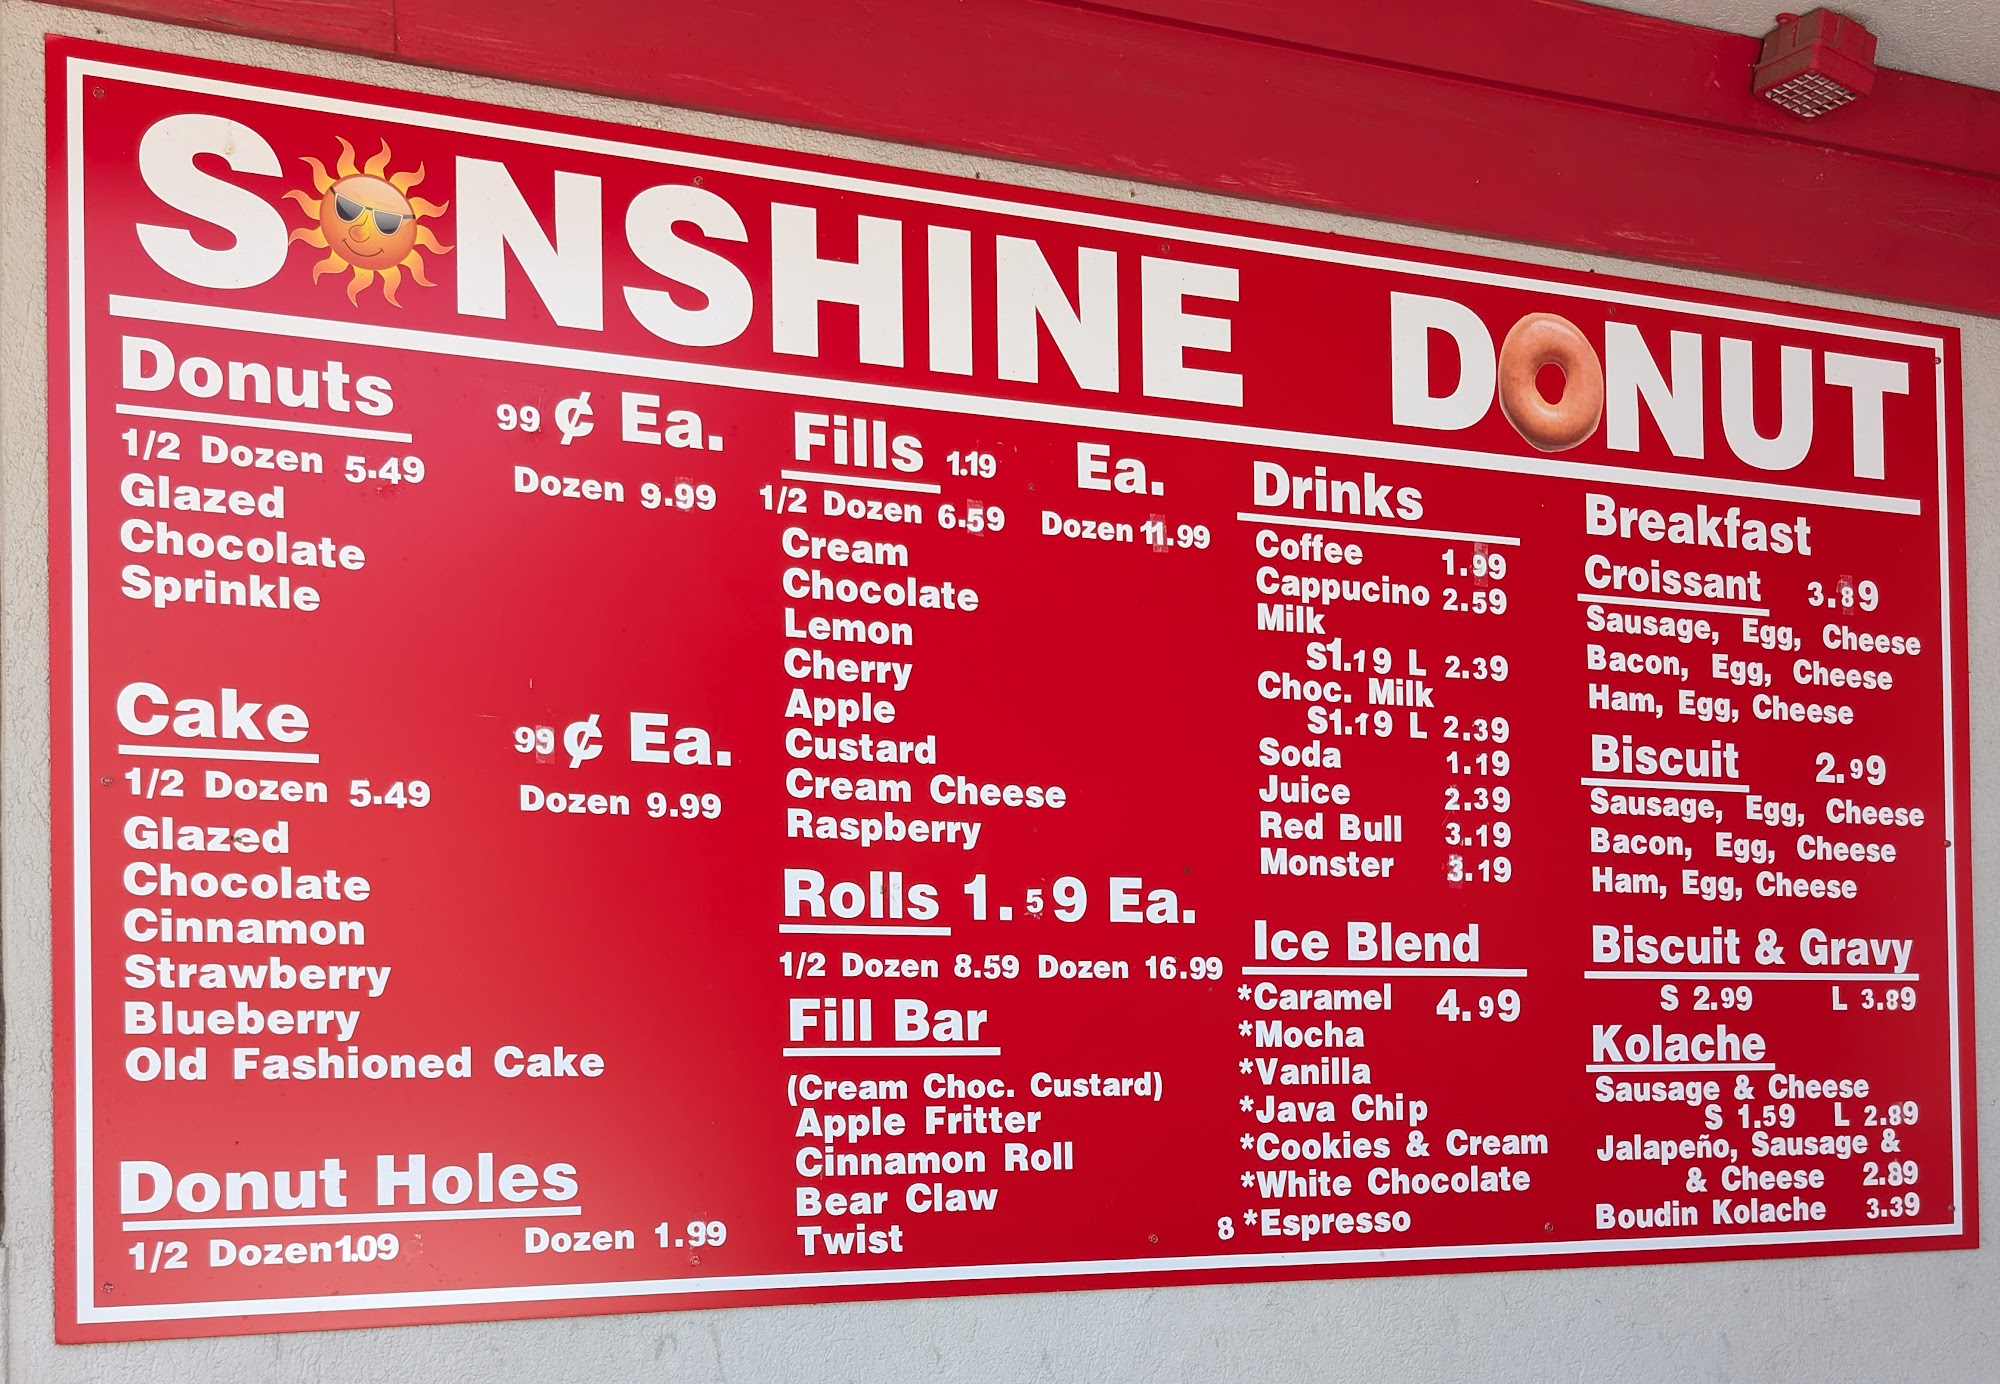 SONSHINE DONUT
Donuts 99 ¢ Ea.
1/2 Dozen 5.49 Dozen 9.99
Glazed
Chocolate
Sprinkle
Cake 99 ¢ Ea.
1/2 Dozen 5.49 Dozen 9.99
Glazed
Chocolate
Cinnamon
Strawberry
Blueberry
Old Fashioned Cake
Donut Holes
1/2 Dozen 1.09 Dozen 1.99
Fills 1.19 Ea.
1/2 Dozen 6.59 Dozen 11.99
Cream
Chocolate
Lemon
Cherry
Apple
Custard
Cream Cheese
Raspberry
Rolls 1.59 Ea.
1/2 Dozen 8.59 Dozen 16.99
Fill Bar
(Cream Choc. Custard)
Apple Fritter
Cinnamon Roll
Bear Claw
Twist
Drinks
Coffee 1.99
Cappucino 2.59
Milk
S1.19 L 2.39
Choc. Milk
S1.19 L 2.39
Soda 1.19
Juice 2.39
Red Bull 3.19
Monster 3.19
Ice Blend
*Caramel 4.99
*Mocha
*Vanilla
*Java Chip
*Cookies & Cream
*White Chocolate
8 *Espresso
Breakfast
Croissant 3.89
Sausage, Egg, Cheese
Bacon, Egg, Cheese
Ham, Egg, Cheese
Biscuit 2.99
Sausage, Egg, Cheese
Bacon, Egg, Cheese
Ham, Egg, Cheese
Biscuit & Gravy
S 2.99 L 3.89
Kolache
Sausage & Cheese
S 1.59 L 2.89
Jalapeño, Sausage &
& Cheese 2.89
Boudin Kolache 3.39